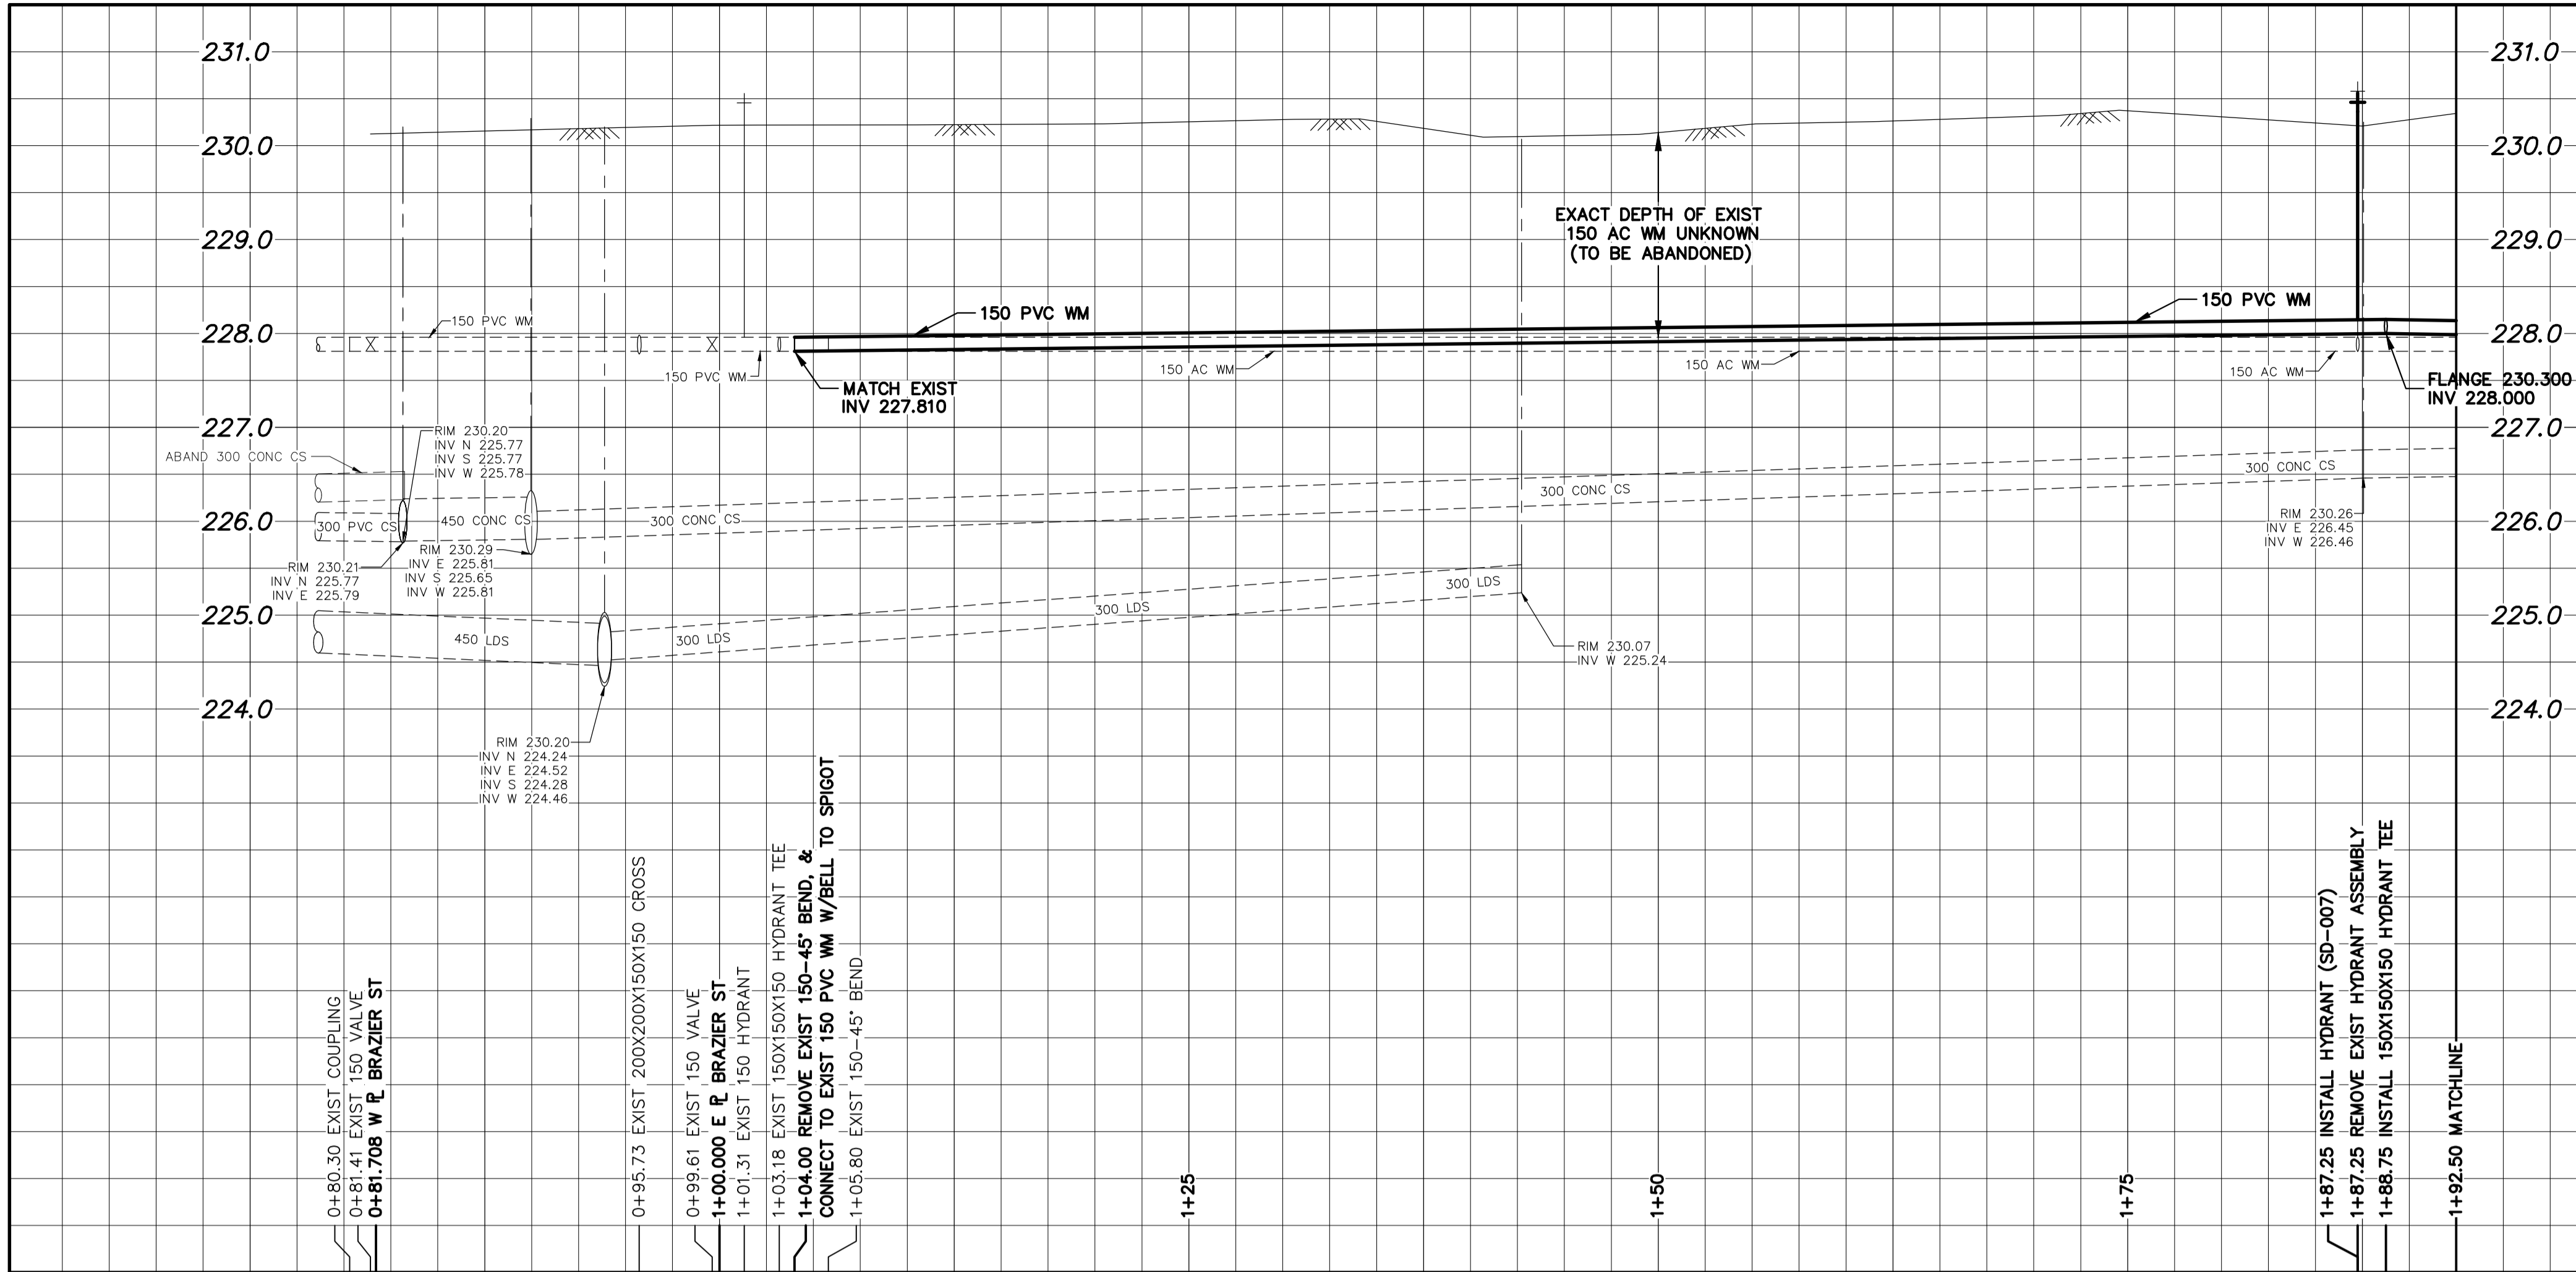 231.0
231.0
230.0
230.0
EXACT DEPTH OF EXIST
150 AC WM UNKNOWN
(TO BE ABANDONED)
229.0
229.0
150 PVC WM
150 PVC WM
150 PVC WM
228.0
228.0
150 PVC WM
150 AC WM
150 AC WM
150 AC WM
MATCH EXIST
INV 227.810
FLANGE 230.300
INV 228.000
227.0
227.0
RIM 230.20
INV N 225.77
INV S 225.77
INV W 225.78
ABAND 300 CONC CS
300 CONC CS
300 CONC CS
226.0
300 PVC CS
450 CONC CS
300 CONC CS
226.0
RIM 230.26
INV E 226.45
INV W 226.46
RIM 230.29
INV E 225.81
INV S 225.65
INV W 225.81
RIM 230.21
INV N 225.77
INV E 225.79
300 LDS
300 LDS
225.0
225.0
450 LDS
300 LDS
RIM 230.07
INV W 225.24
224.0
224.0
RIM 230.20
INV N 224.24
INV E 224.52
INV S 224.28
INV W 224.46
0+80.30 EXIST COUPLING
0+81.41 EXIST 150 VALVE
0+81.708 W PL BRAZIER ST
0+95.73 EXIST 200X200X150X150 CROSS
0+99.61 EXIST 150 VALVE
1+00.000 E PL BRAZIER ST
1+01.31 EXIST 150 HYDRANT
1+03.18 EXIST 150X150X150 HYDRANT TEE
1+04.00 REMOVE EXIST 150-45° BEND, &
CONNECT TO EXIST 150 PVC WM W/BELL TO SPIGOT
1+05.80 EXIST 150-45° BEND
1+25
1+50
1+75
1+87.25 INSTALL HYDRANT (SD-007)
1+87.25 REMOVE EXIST HYDRANT ASSEMBLY
1+88.75 INSTALL 150X150X150 HYDRANT TEE
1+92.50 MATCHLINE